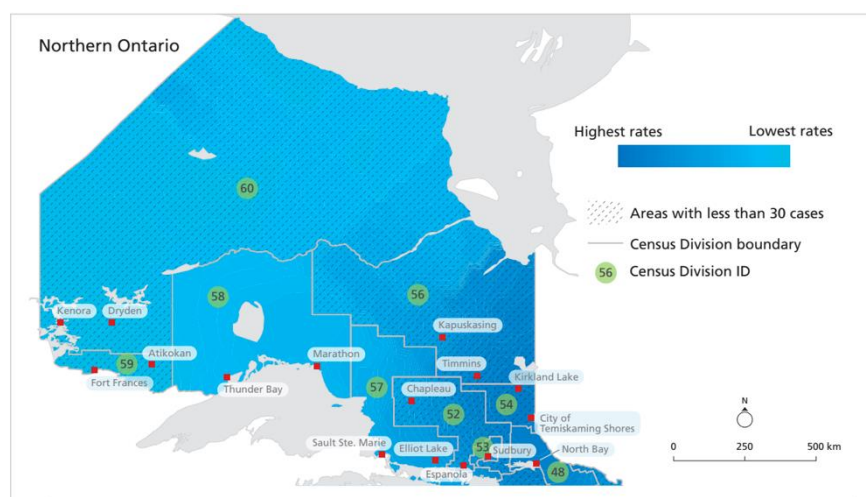 Northern Ontario
Highest rates
Lowest rates
60
Areas with less than 30 cases
Census Division boundary
56
Census Division ID
58
56
Kenora
Dryden
Kapuskasing
Atikokan
59
Marathon
Timmins
Fort Frances
Thunder Bay
57
Chapleau
Kirkland Lake
52
54
City of
Temiskaming Shores
N
Sault Ste. Marie
Elliot Lake
53
Sudbury
North Bay
Espanola
48
0
250
500 km